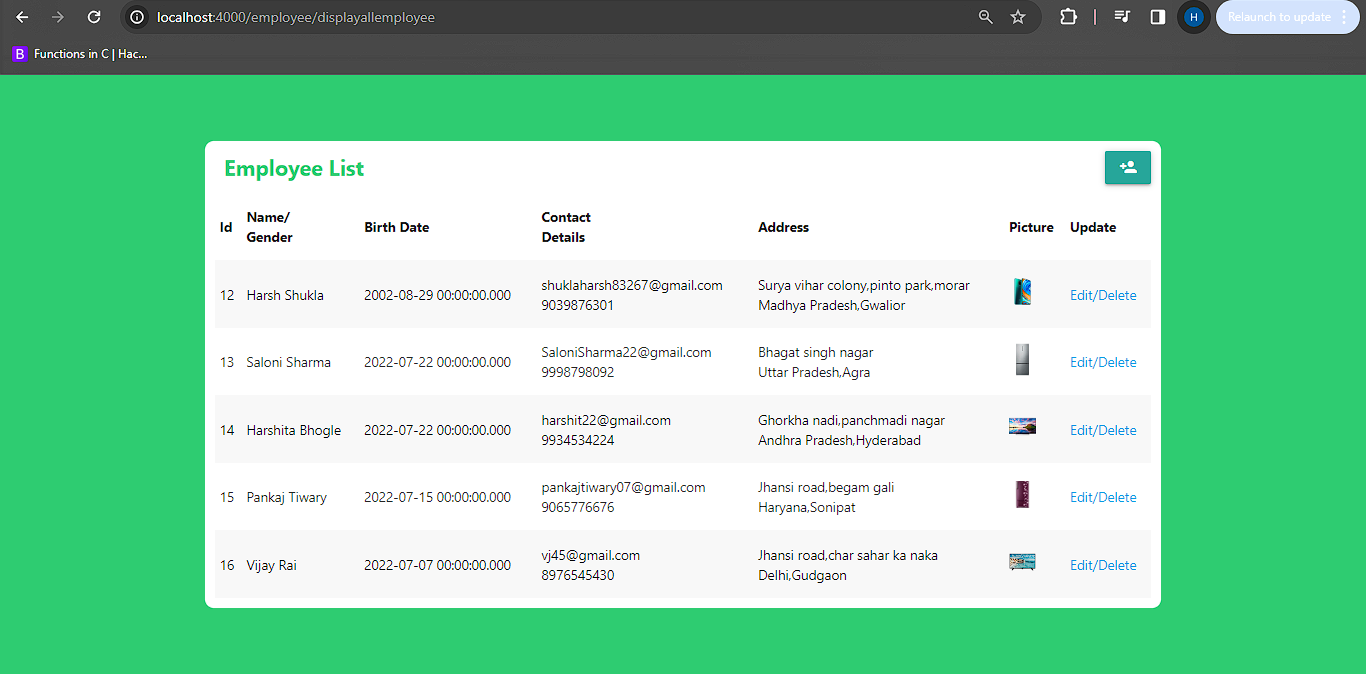 localhost:4000/employee/displayallemployee
H
Relaunch to update
B Functions in C | Hac...
Employee List
Id Name/ Gender Birth Date Contact Details Address Picture Update
12 Harsh Shukla 2002-08-29 00:00:00.000 shuklaharsh83267@gmail.com Surya vihar colony,pinto park,morar Edit/Delete
9039876301 Madhya Pradesh,Gwalior
13 Saloni Sharma 2022-07-22 00:00:00.000 SaloniSharma22@gmail.com Bhagat singh nagar Edit/Delete
9998798092 Uttar Pradesh,Agra
14 Harshita Bhogle 2022-07-22 00:00:00.000 harshit22@gmail.com Ghorkha nadi,panchmadi nagar Edit/Delete
9934534224 Andhra Pradesh,Hyderabad
15 Pankaj Tiwary 2022-07-15 00:00:00.000 pankajtiwary07@gmail.com Jhansi road,begam gali Edit/Delete
9065776676 Haryana,Sonipat
16 Vijay Rai 2022-07-07 00:00:00.000 vj45@gmail.com Jhansi road,char sahar ka naka Edit/Delete
8976545430 Delhi,Gudgaon